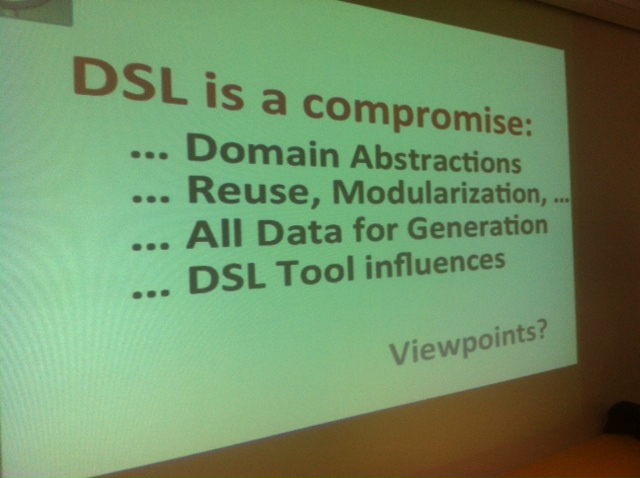 DSL is a compromise:
... Domain Abstractions
... Reuse, Modularization, ...
... All Data for Generation
... DSL Tool influences
Viewpoints?